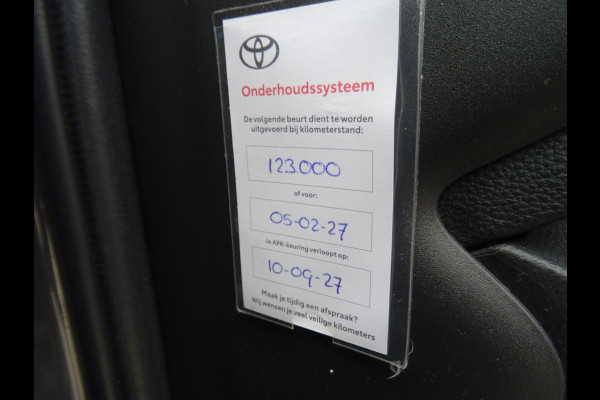 Onderhoudssysteem
De volgende beurt dient te worden
uitgevoerd bij kilometerstand:
123.000
of voor:
05-02-27
Je APK-keuring verloopt op:
10-09-27
Maak je tijdig een afspraak?
Wij wensen je veel veilige kilometers